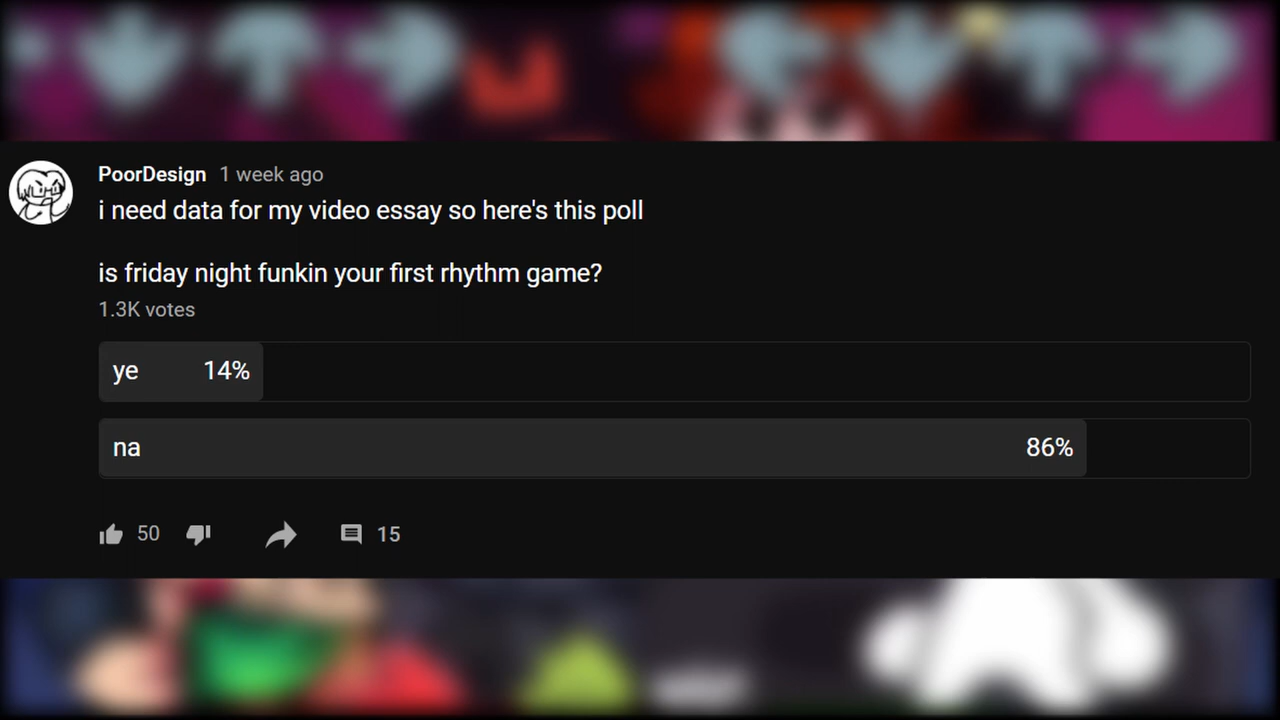 PoorDesign 1 week ago
i need data for my video essay so here's this poll
is friday night funkin your first rhythm game?
1.3K votes
ye 14%
na 86%
50 15